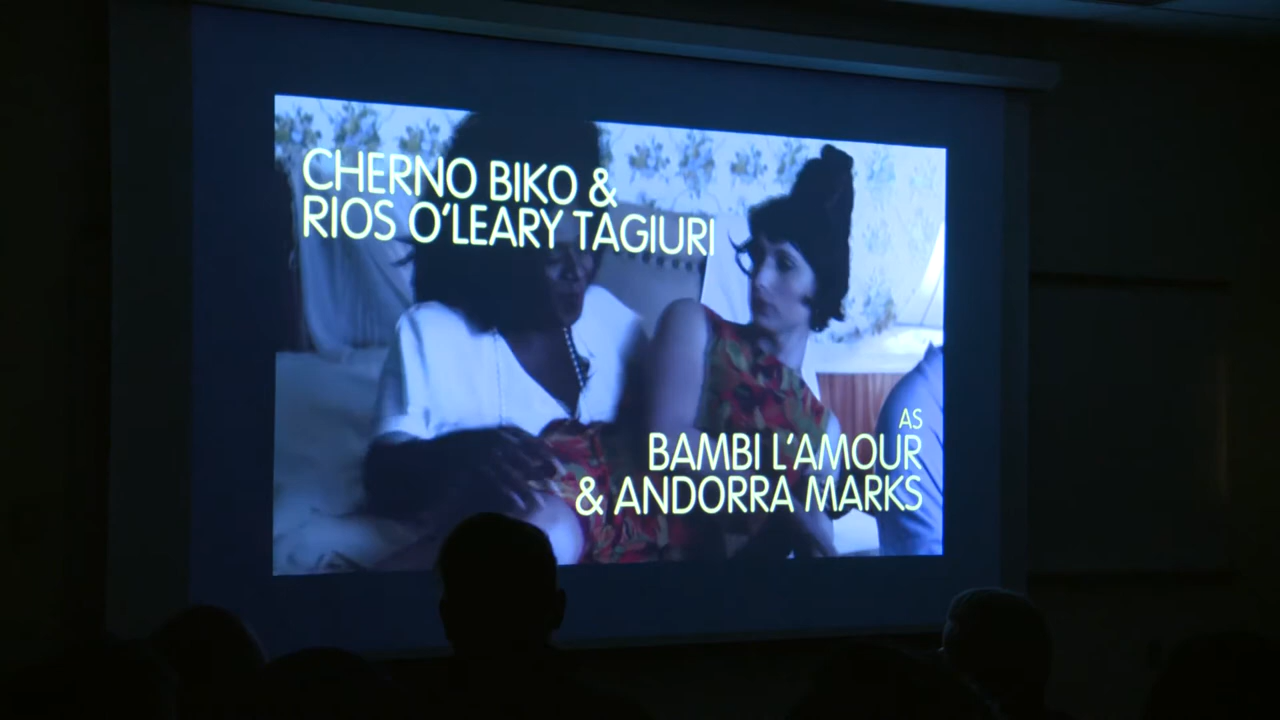 CHERNO BIKO &
RIOS O'LEARY TAGIURI
AS
BAMBI L'AMOUR
& ANDORRA MARKS